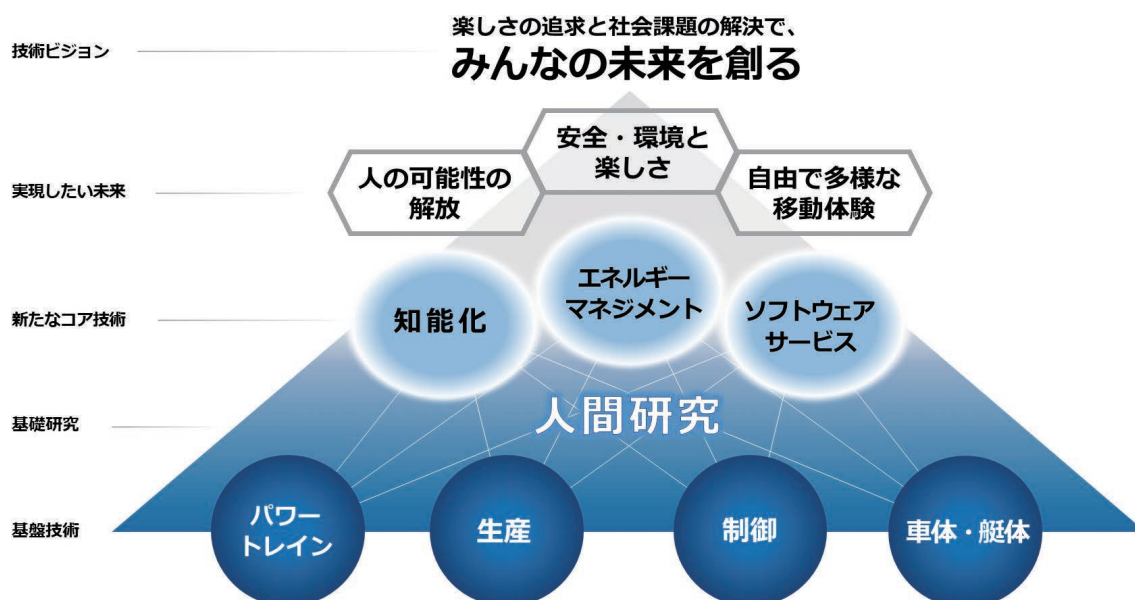 技術ビジョン
楽しさの追求と社会課題の解決で、
みんなの未来を創る
実現したい未来
人の可能性の
解放
安全・環境と
楽しさ
自由で多様な
移動体験
新たなコア技術
知能化
エネルギー
マネジメント
ソフトウェア
サービス
基礎研究
人間研究
基盤技術
パワー
トレイン
生産
制御
車体・艇体